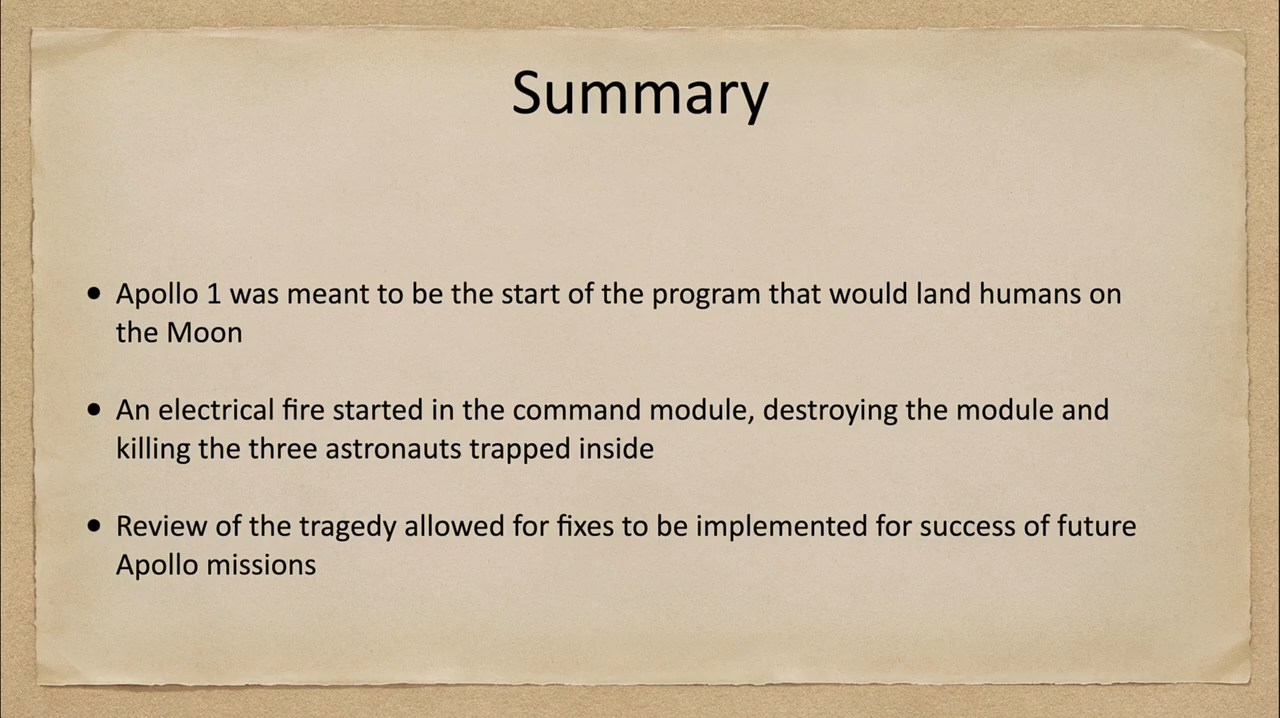 Summary
• Apollo 1 was meant to be the start of the program that would land humans on
the Moon
• An electrical fire started in the command module, destroying the module and
killing the three astronauts trapped inside
• Review of the tragedy allowed for fixes to be implemented for success of future
Apollo missions